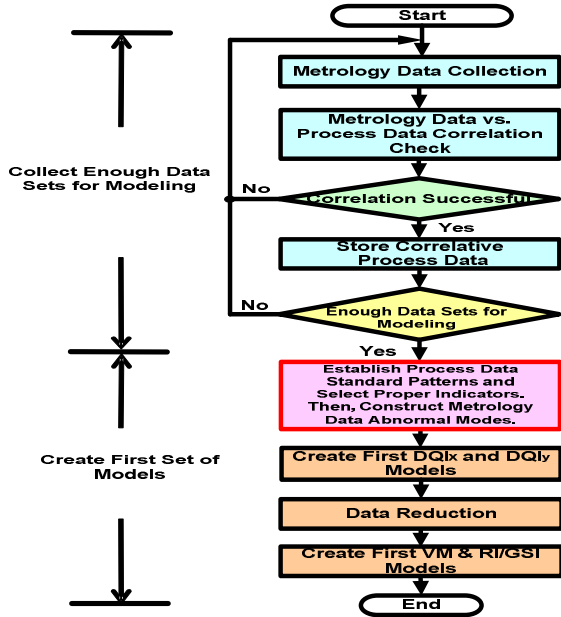 Start
Metrology Data Collection
Metrology Data vs.
Process Data Correlation
Check
Collect Enough Data
Sets for Modeling
No
Correlation Successful
Yes
Store Correlative
Process Data
No
Enough Data Sets for
Modeling
Yes
Establish Process Data
Standard Patterns and
Select Proper Indicators.
Then, Construct Metrology
Data Abnormal Modes.
Create First Set of
Models
Create First DQIx and DQIy
Models
Data Reduction
Create First VM & RI/GSI
Models
End